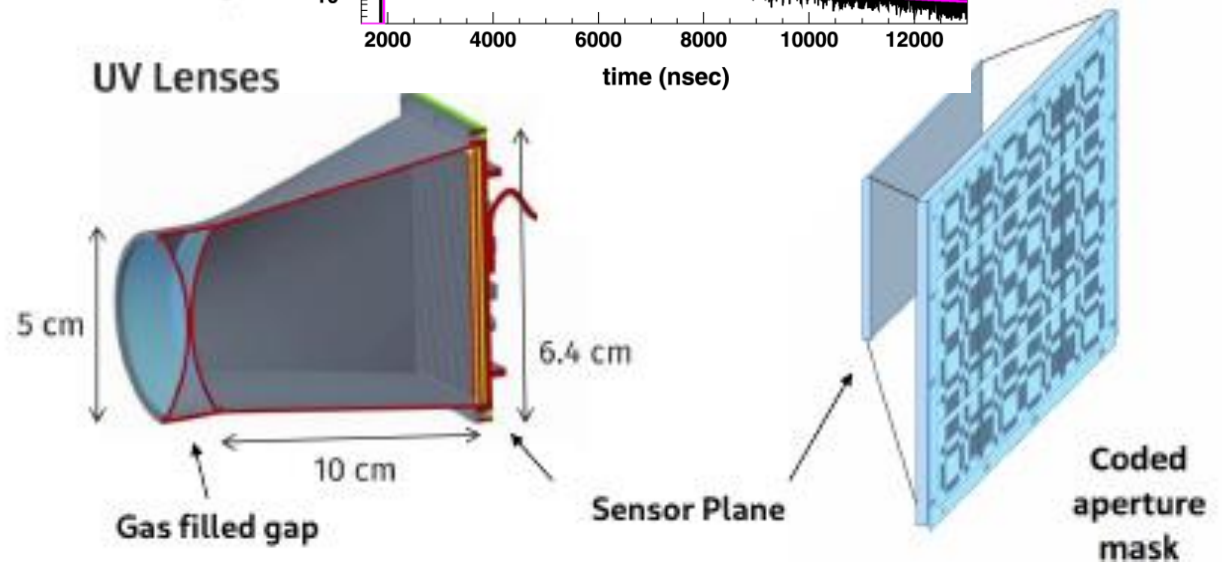 2000 4000 6000 8000 10000 12000
time (nsec)
UV Lenses
5 cm
6.4 cm
10 cm
Gas filled gap
Sensor Plane
Coded
aperture
mask